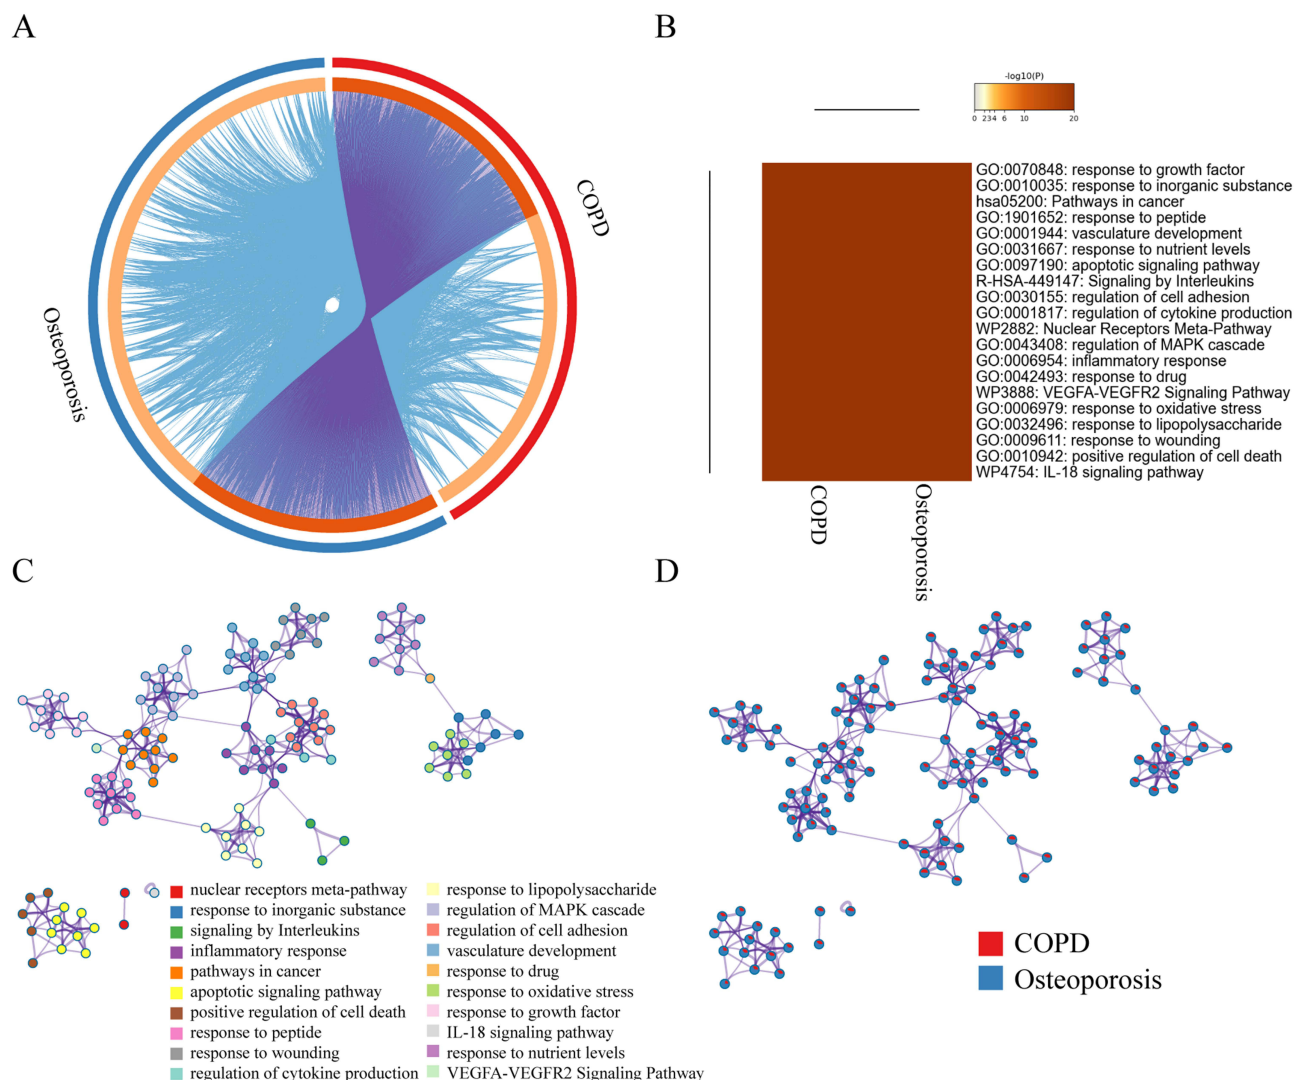 A
COPD
Osteoporosis
B
-log10(P)
0 2 3 4 6 10 20
GO:0070848: response to growth factor
GO:0010035: response to inorganic substance
hsa05200: Pathways in cancer
GO:1901652: response to peptide
GO:0001944: vasculature development
GO:0031667: response to nutrient levels
GO:0097190: apoptotic signaling pathway
R-HSA-449147: Signaling by Interleukins
GO:0030155: regulation of cell adhesion
GO:0001817: regulation of cytokine production
WP2882: Nuclear Receptors Meta-Pathway
GO:0043408: regulation of MAPK cascade
GO:0006954: inflammatory response
GO:0042493: response to drug
WP3888: VEGFA-VEGFR2 Signaling Pathway
GO:0006979: response to oxidative stress
GO:0032496: response to lipopolysaccharide
GO:0009611: response to wounding
GO:0010942: positive regulation of cell death
WP4754: IL-18 signaling pathway
COPD
Osteoporosis
C
nuclear receptors meta-pathway
response to inorganic substance
signaling by Interleukins
inflammatory response
pathways in cancer
apoptotic signaling pathway
positive regulation of cell death
response to peptide
response to wounding
regulation of cytokine production
response to lipopolysaccharide
regulation of MAPK cascade
regulation of cell adhesion
vasculature development
response to drug
response to oxidative stress
response to growth factor
IL-18 signaling pathway
response to nutrient levels
VEGFA-VEGFR2 Signaling Pathway
D
COPD
Osteoporosis